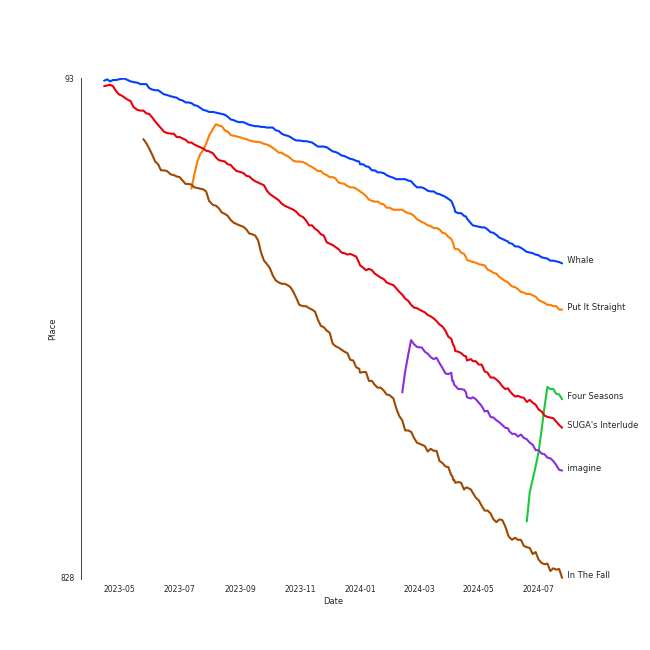 93
Place
828
2023-05 2023-07 2023-09 2023-11 2024-01 2024-03 2024-05 2024-07
Date
Whale
Put It Straight
Four Seasons
SUGA's Interlude
imagine
In The Fall